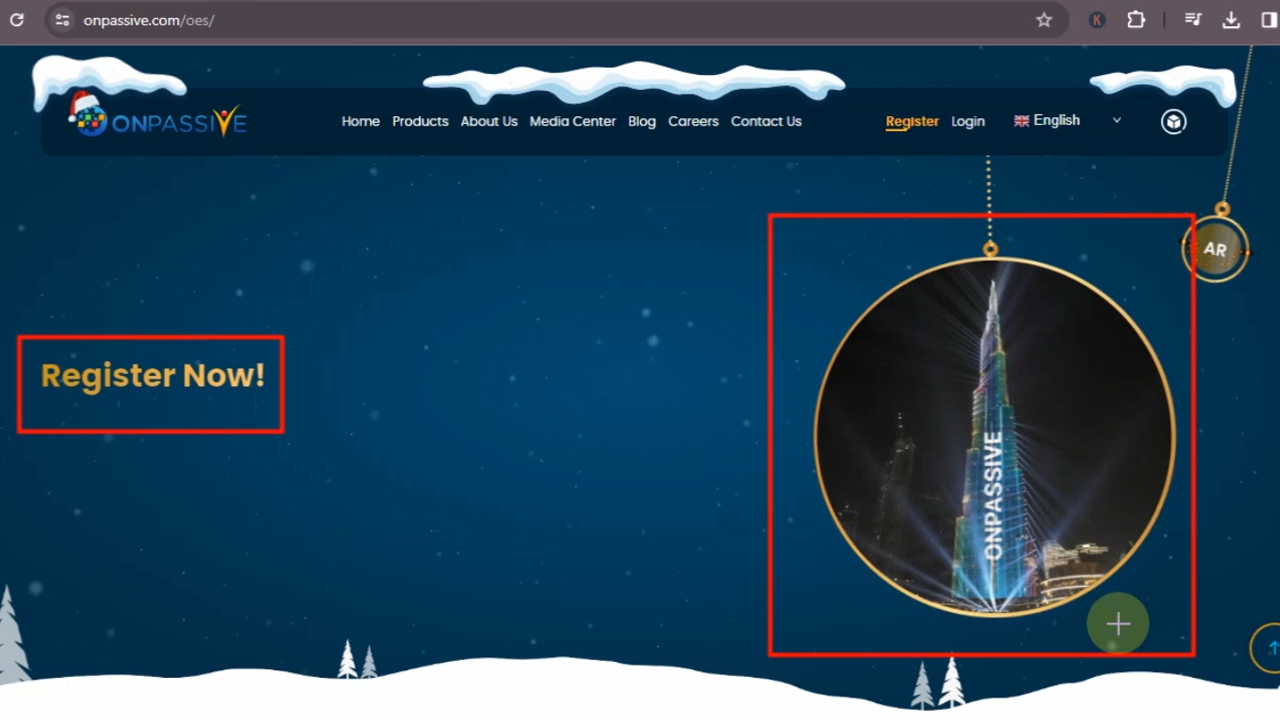 onpassive.com/oes/
K
ONPASSIVE
Home Products About Us Media Center Blog Careers Contact Us
Register Login English
AR
Register Now!
ONPASSIVE